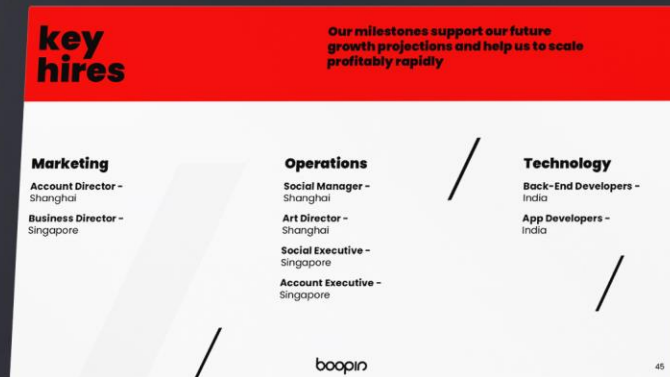 key
hires
Our milestones support our future
growth projections and help us to scale
profitably rapidly
Marketing
Account Director -
Shanghai
Business Director -
Singapore
Operations
Social Manager -
Shanghai
Art Director -
Shanghai
Social Executive -
Singapore
Account Executive -
Singapore
Technology
Back-End Developers -
India
App Developers -
India
boopin
45